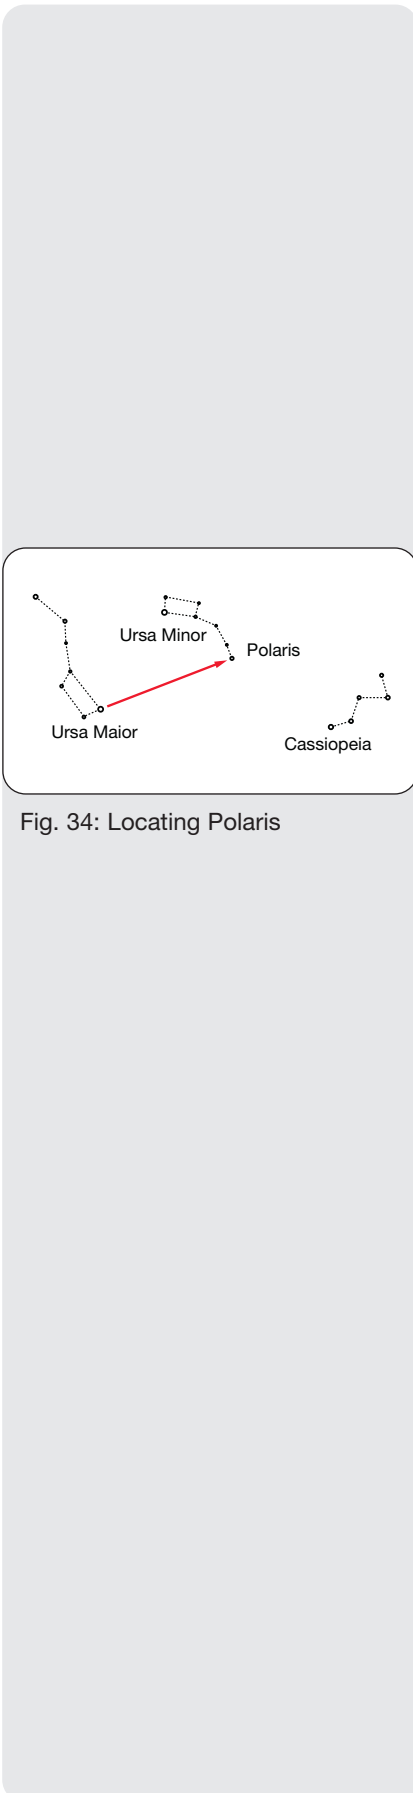 Ursa Minor
Polaris
Ursa Maior
Cassiopeia
Fig. 34: Locating Polaris